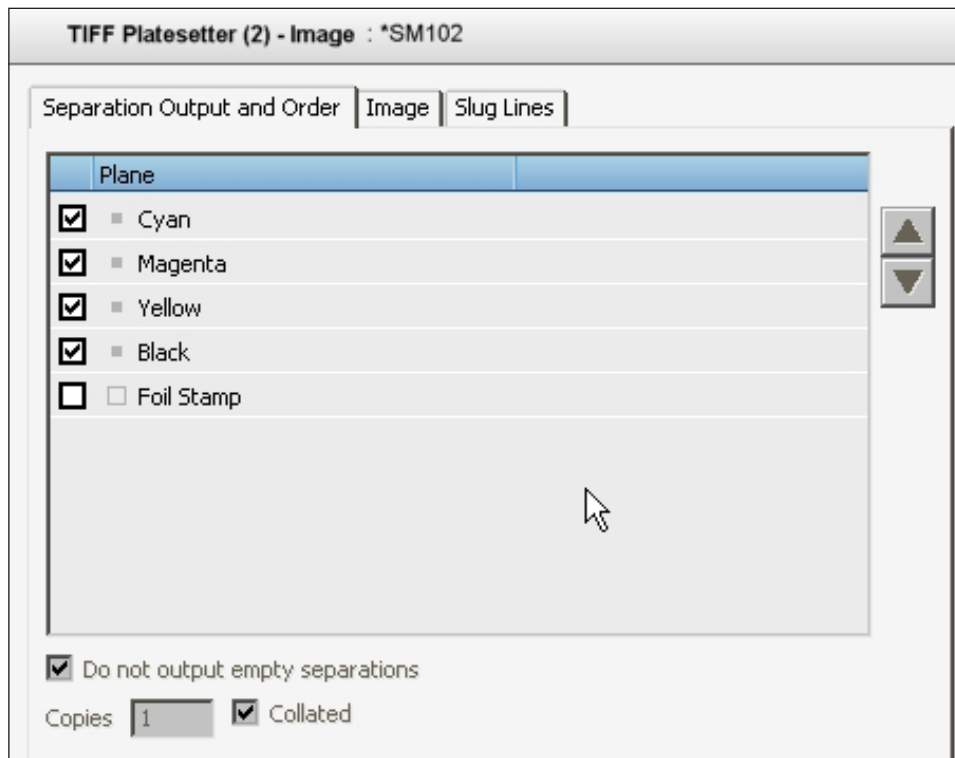 TIFF Platesetter (2) - Image : *SM102
Separation Output and Order Image Slug Lines
Plane
Cyan
Magenta
Yellow
Black
Foil Stamp
Do not output empty separations
Copies 1 Collated